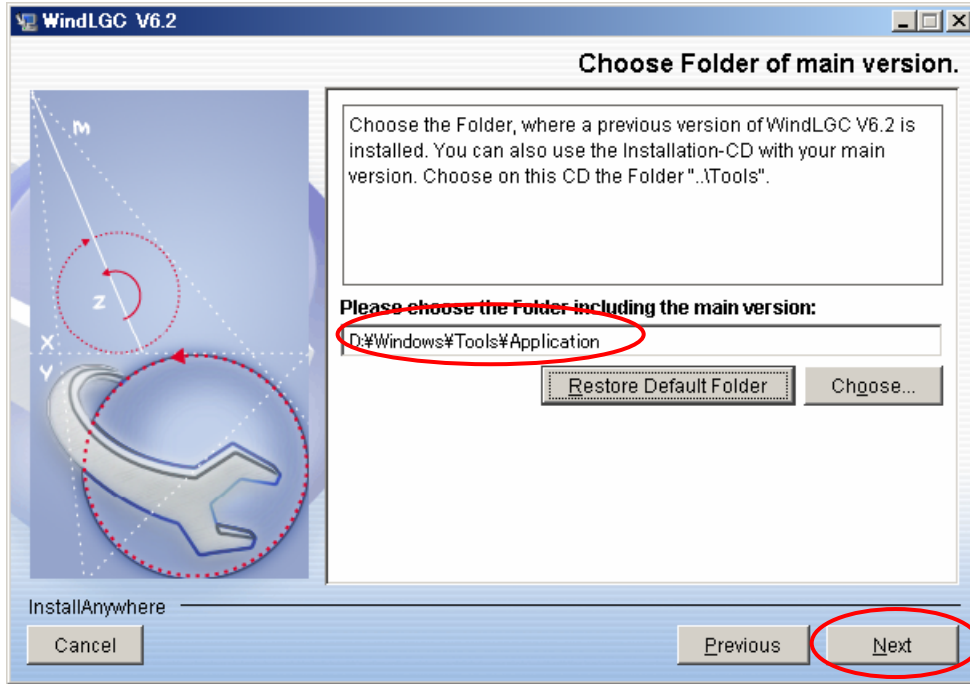 WindLGC V6.2
Choose Folder of main version.
M
Z
X
Y
Choose the Folder, where a previous version of WindLGC V6.2 is
installed. You can also use the Installation-CD with your main
version. Choose on this CD the Folder "..\Tools".
Please choose the Folder including the main version:
D:¥Windows¥Tools¥Application
Restore Default Folder
Choose...
InstallAnywhere
Cancel
Previous
Next